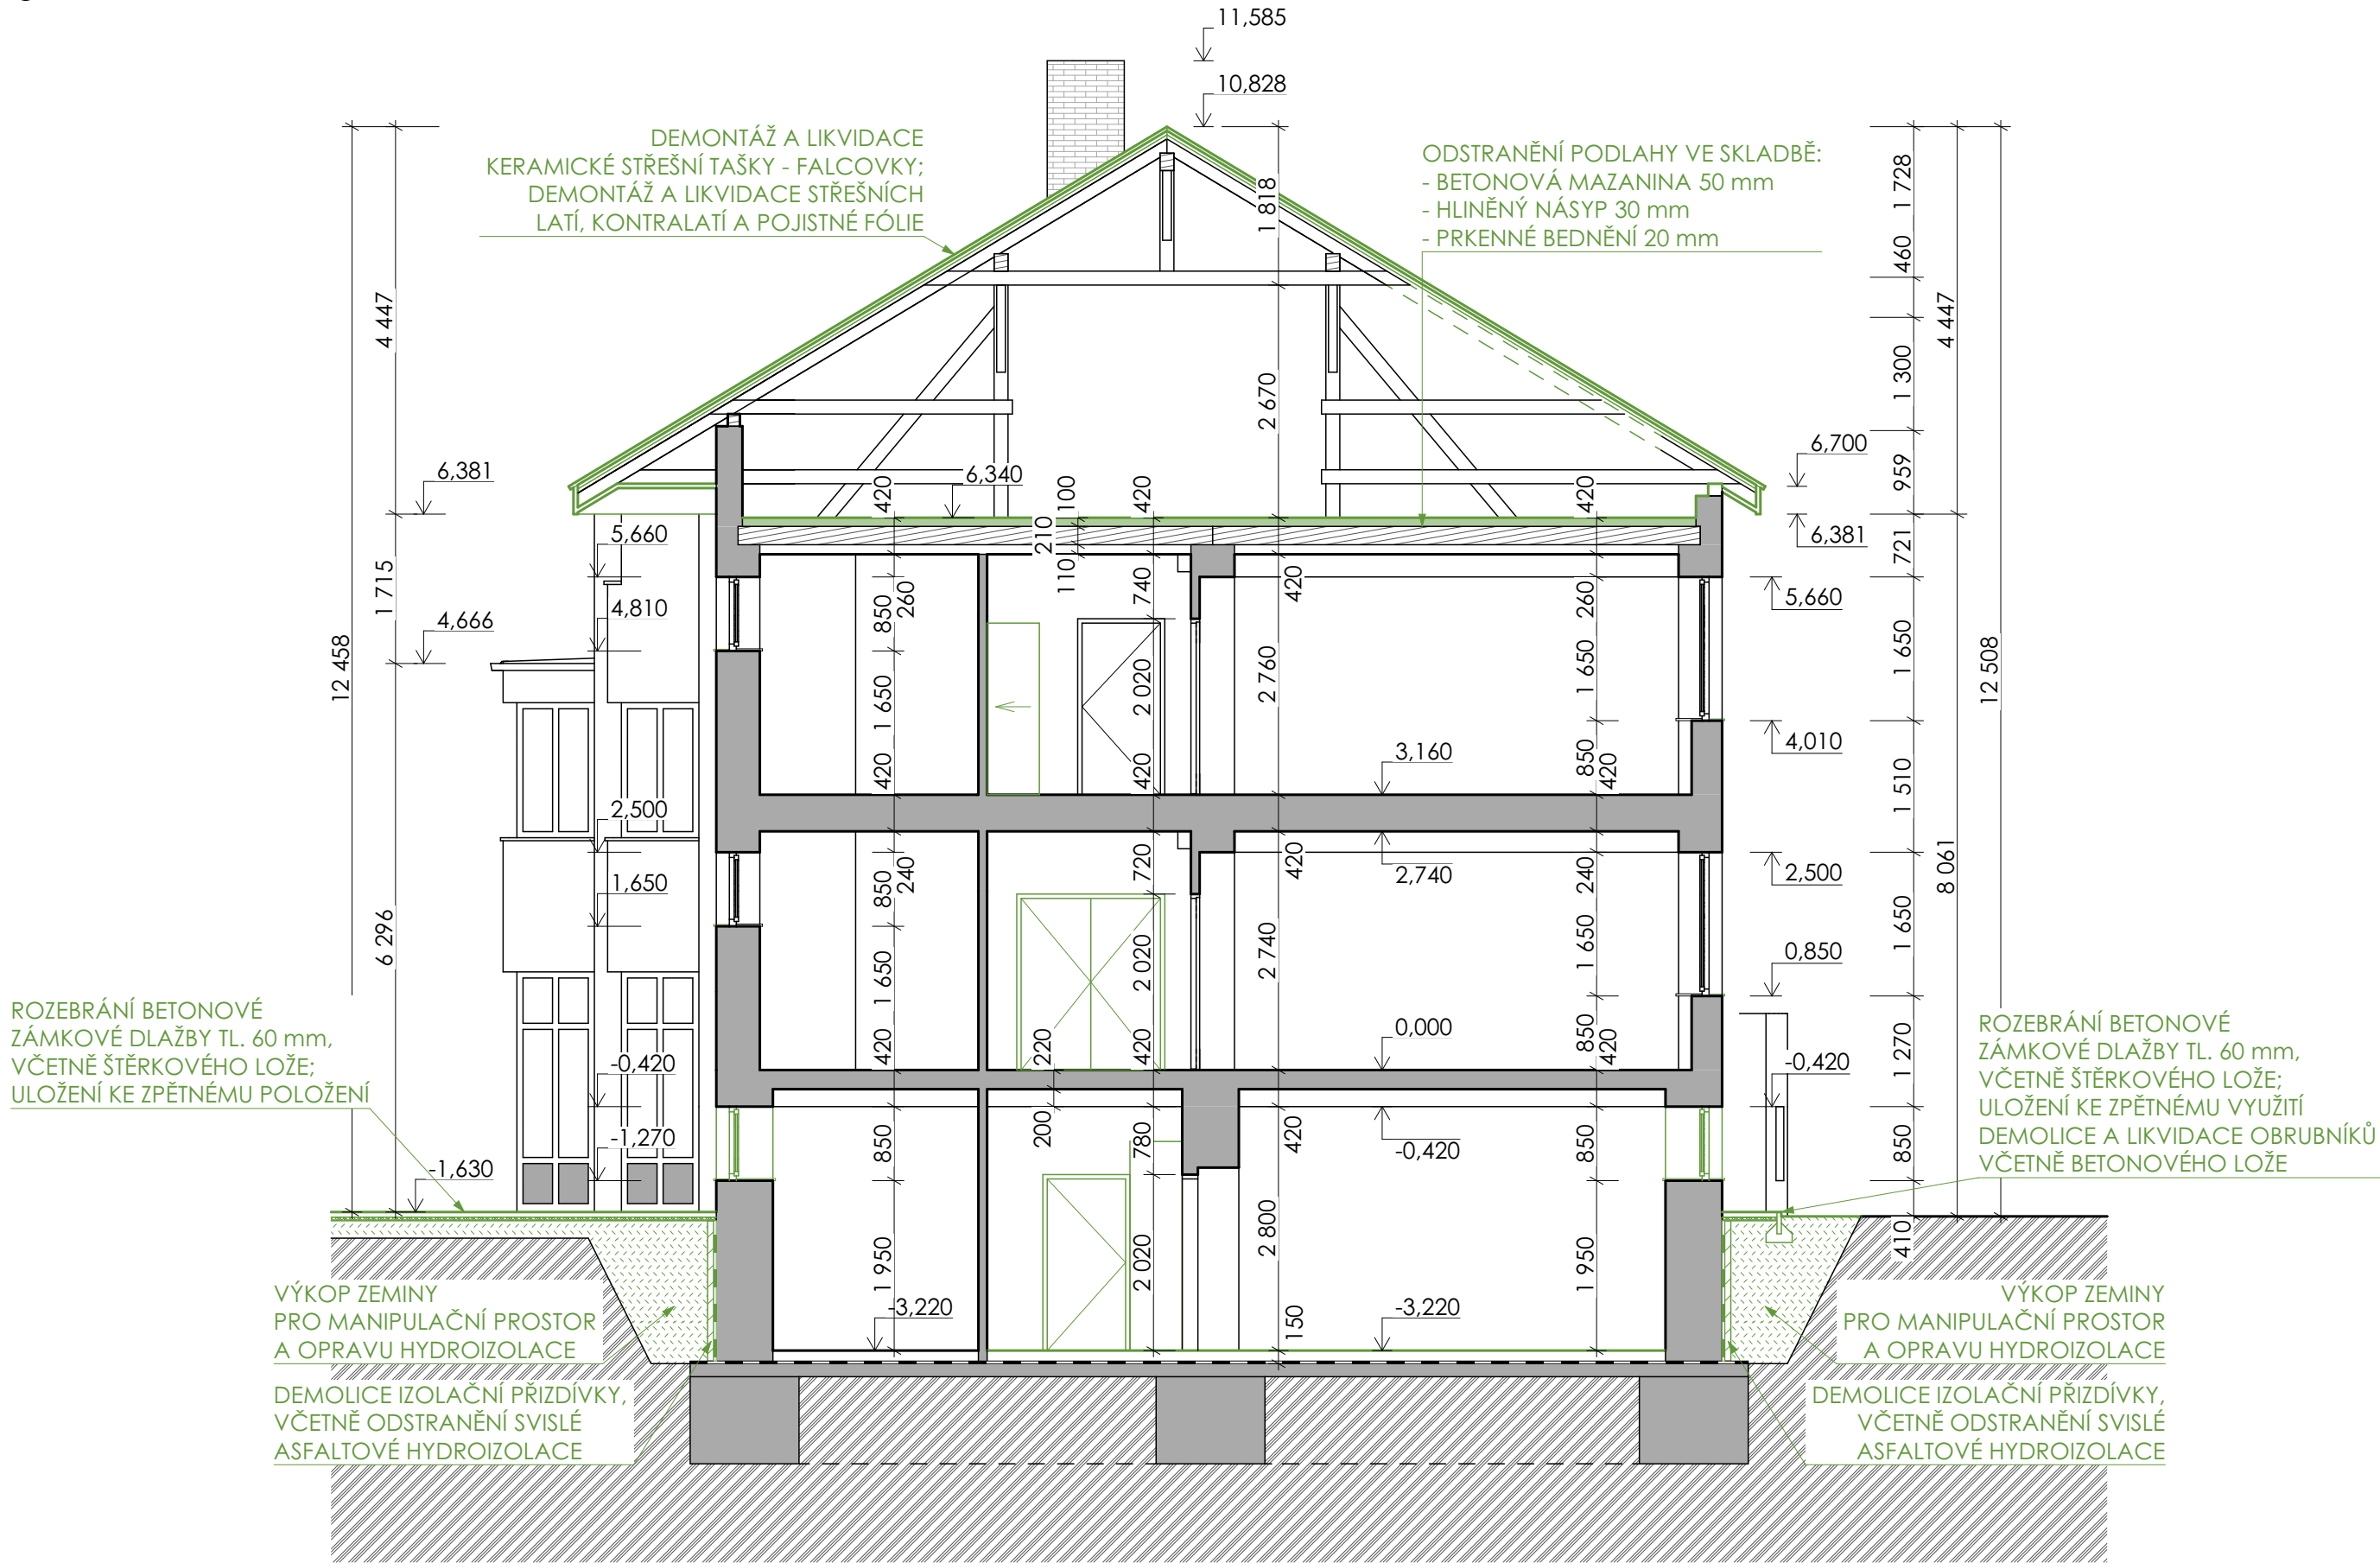 11,585
10,828
DEMONTÁŽ A LIKVIDACE
KERAMICKÉ STŘEŠNÍ TAŠKY - FALCOVKY;
DEMONTÁŽ A LIKVIDACE STŘEŠNÍCH
LATÍ, KONTRALATÍ A POJISTNÉ FÓLIE
ODSTRANĚNÍ PODLAHY VE SKLADBĚ:
- BETONOVÁ MAZANINA 50 mm
- HLINĚNÝ NÁSYP 30 mm
- PRKENNÉ BEDNĚNÍ 20 mm
12 458
4 447
1 715
6 296
6,381
4,666
-1,630
5,660
4,810
2,500
1,650
-0,420
-1,270
420
850
260
1 650
420
850
240
1 650
420
850
1 950
-3,220
6,340
210
100
110
420
740
2 020
420
720
2 020
420
220
200
780
2 020
1 818
2 670
420
2 760
420
2 740
420
2 800
150
3,160
2,740
0,000
-0,420
-3,220
420
260
1 650
850
420
240
1 650
850
420
850
1 950
6,700
6,381
5,660
4,010
2,500
0,850
-0,420
1 728
460
1 300
959
721
1 650
1 510
1 650
1 270
850
410
4 447
8 061
12 508
ROZEBRÁNÍ BETONOVÉ
ZÁMKOVÉ DLAŽBY TL. 60 mm,
VČETNĚ ŠTĚRKOVÉHO LOŽE;
ULOŽENÍ KE ZPĚTNÉMU POLOŽENÍ
ROZEBRÁNÍ BETONOVÉ
ZÁMKOVÉ DLAŽBY TL. 60 mm,
VČETNĚ ŠTĚRKOVÉHO LOŽE;
ULOŽENÍ KE ZPĚTNÉMU VYUŽITÍ
DEMOLICE A LIKVIDACE OBRUBNÍKŮ
VČETNĚ BETONOVÉHO LOŽE
VÝKOP ZEMINY
PRO MANIPULAČNÍ PROSTOR
A OPRAVU HYDROIZOLACE
DEMOLICE IZOLAČNÍ PŘIZDÍVKY,
VČETNĚ ODSTRANĚNÍ SVISLÉ
ASFALTOVÉ HYDROIZOLACE
VÝKOP ZEMINY
PRO MANIPULAČNÍ PROSTOR
A OPRAVU HYDROIZOLACE
DEMOLICE IZOLAČNÍ PŘIZDÍVKY,
VČETNĚ ODSTRANĚNÍ SVISLÉ
ASFALTOVÉ HYDROIZOLACE